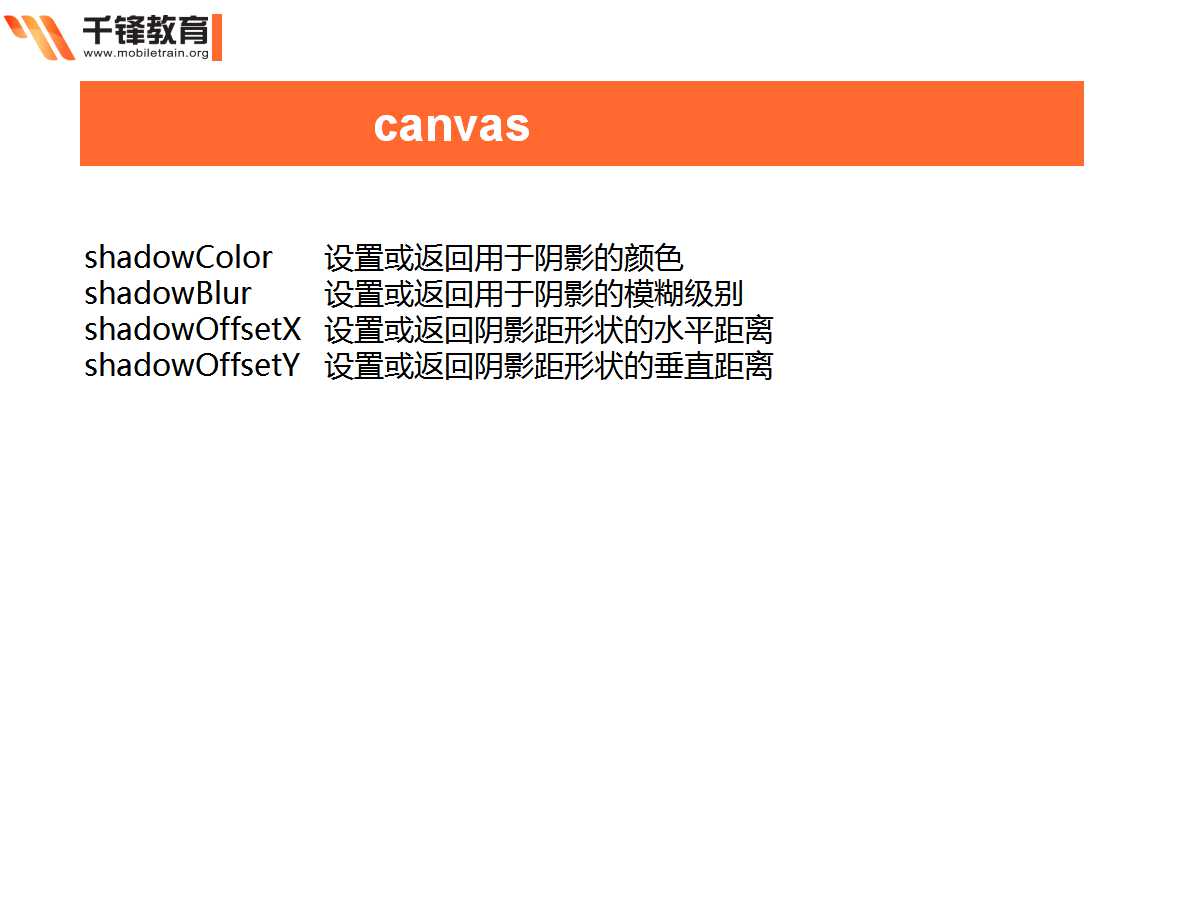 千锋教育
www.mobiletrain.org
canvas
shadowColor 设置或返回用于阴影的颜色
shadowBlur 设置或返回用于阴影的模糊级别
shadowOffsetX 设置或返回阴影距形状的水平距离
shadowOffsetY 设置或返回阴影距形状的垂直距离